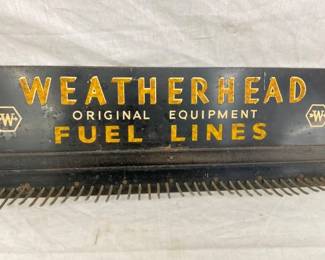 WEATHERHEAD
W ORIGINAL EQUIPMENT W
FUEL LINES